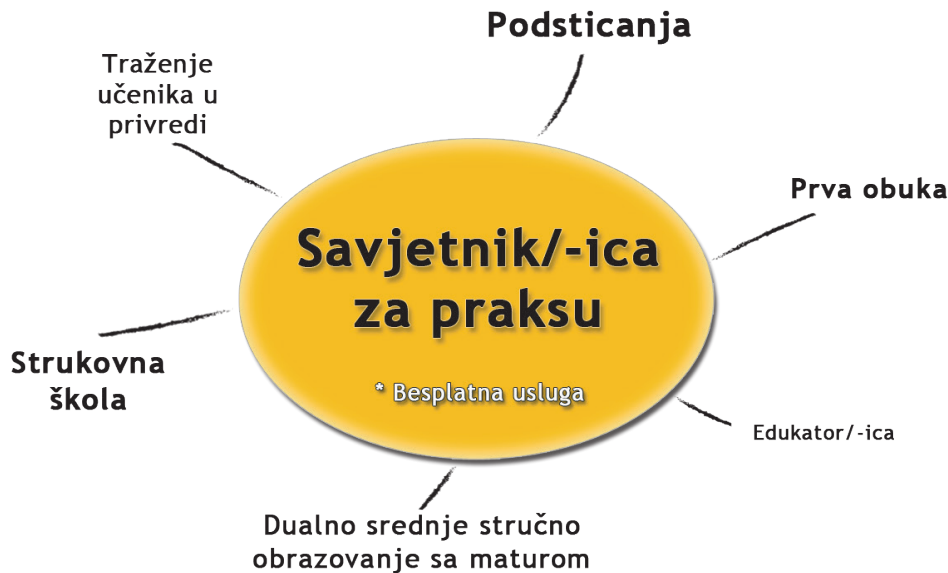 Podsticanja
Traženje
učenika u
privredi
Prva obuka
Savjetnik/-ica
za praksu
* Besplatna usluga
Strukovna
škola
Edukator/-ica
Dualno srednje stručno
obrazovanje sa maturom